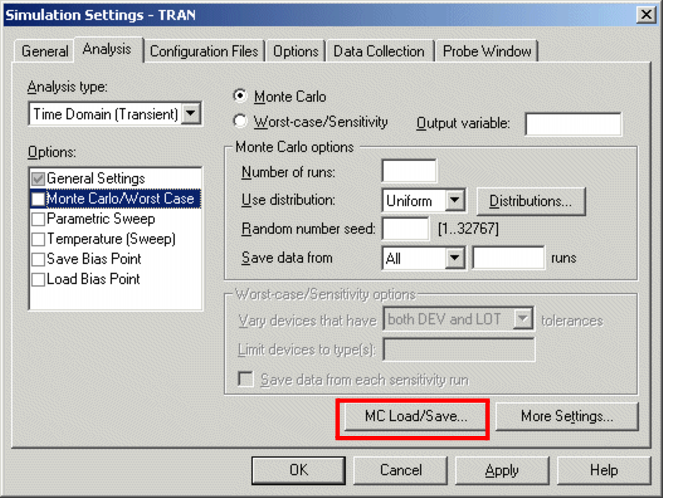 Simulation Settings - TRAN
General Analysis Configuration Files Options Data Collection Probe Window
Analysis type:
Time Domain (Transient)
Options:
General Settings
Monte Carlo/Worst Case
Parametric Sweep
Temperature (Sweep)
Save Bias Point
Load Bias Point
Monte Carlo
Worst-case/Sensitivity Output variable:
Monte Carlo options
Number of runs:
Use distribution: Uniform Distributions...
Random number seed: [1..32767]
Save data from All runs
Worst-case/Sensitivity options
Vary devices that have both DEV and LOT tolerances
Limit devices to type(s):
Save data from each sensitivity run
MC Load/Save... More Settings...
OK Cancel Apply Help